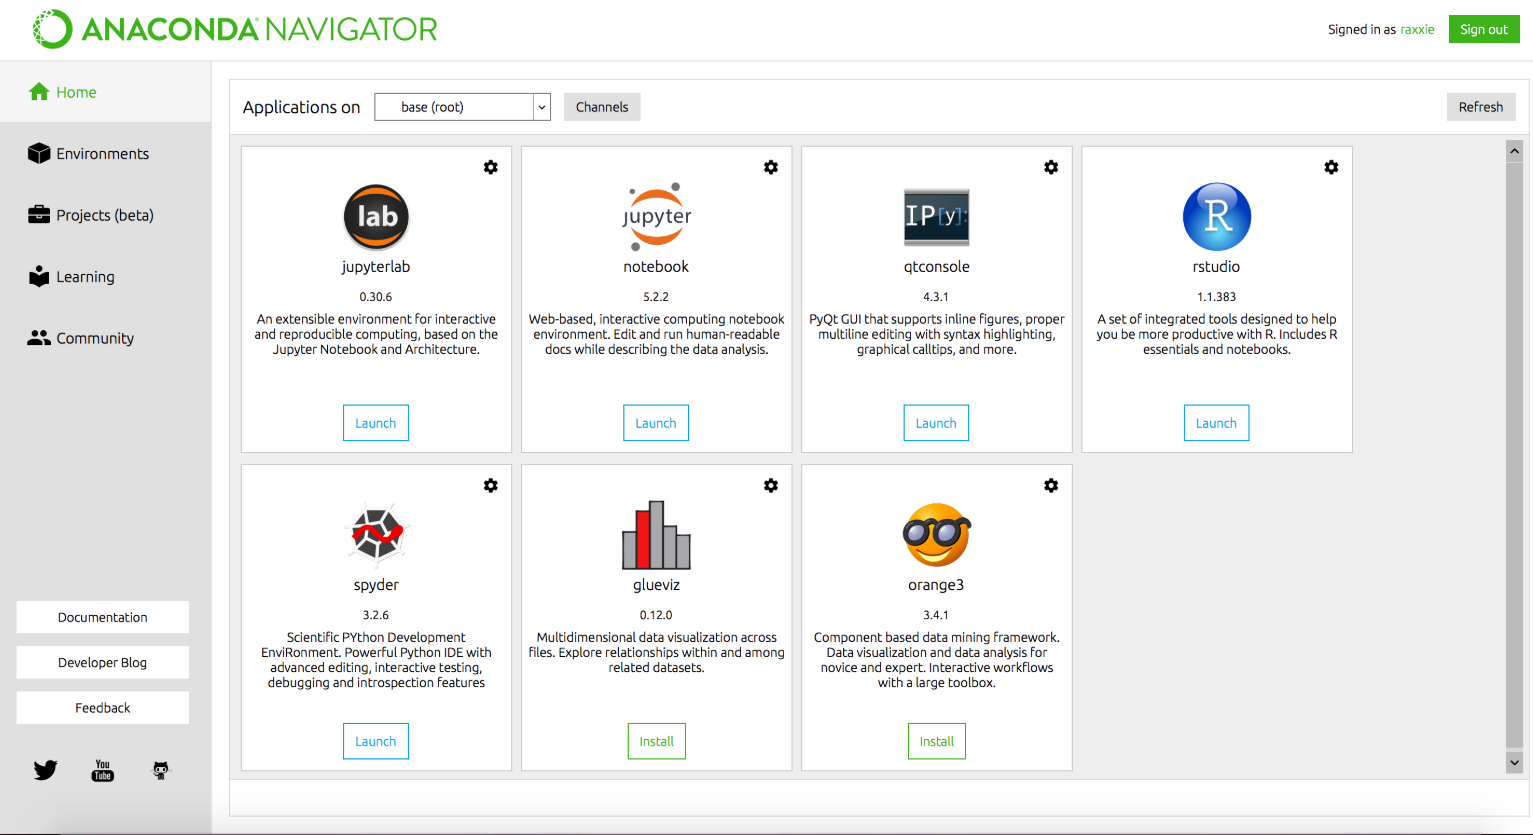 ANACONDA NAVIGATOR
Signed in as raxxie
Sign out
Home
Environments
Projects (beta)
Learning
Community
Documentation
Developer Blog
Feedback
You
Tube
Applications on
base (root)
Channels
Refresh
lab
jupyterlab
0.30.6
An extensible environment for interactive
and reproducible computing, based on the
Jupyter Notebook and Architecture.
Launch
jupyter
notebook
5.2.2
Web-based, interactive computing notebook
environment. Edit and run human-readable
docs while describing the data analysis.
Launch
IP[y]:
qtconsole
4.3.1
PyQt GUI that supports inline figures, proper
multiline editing with syntax highlighting,
graphical calltips, and more.
Launch
R
rstudio
1.1.383
A set of integrated tools designed to help
you be more productive with R. Includes R
essentials and notebooks.
Launch
spyder
3.2.6
Scientific PYthon Development
EnviRonment. Powerful Python IDE with
advanced editing, interactive testing,
debugging and introspection features
Launch
glueviz
0.12.0
Multidimensional data visualization across
files. Explore relationships within and among
related datasets.
Install
orange3
3.4.1
Component based data mining framework.
Data visualization and data analysis for
novice and expert. Interactive workflows
with a large toolbox.
Install